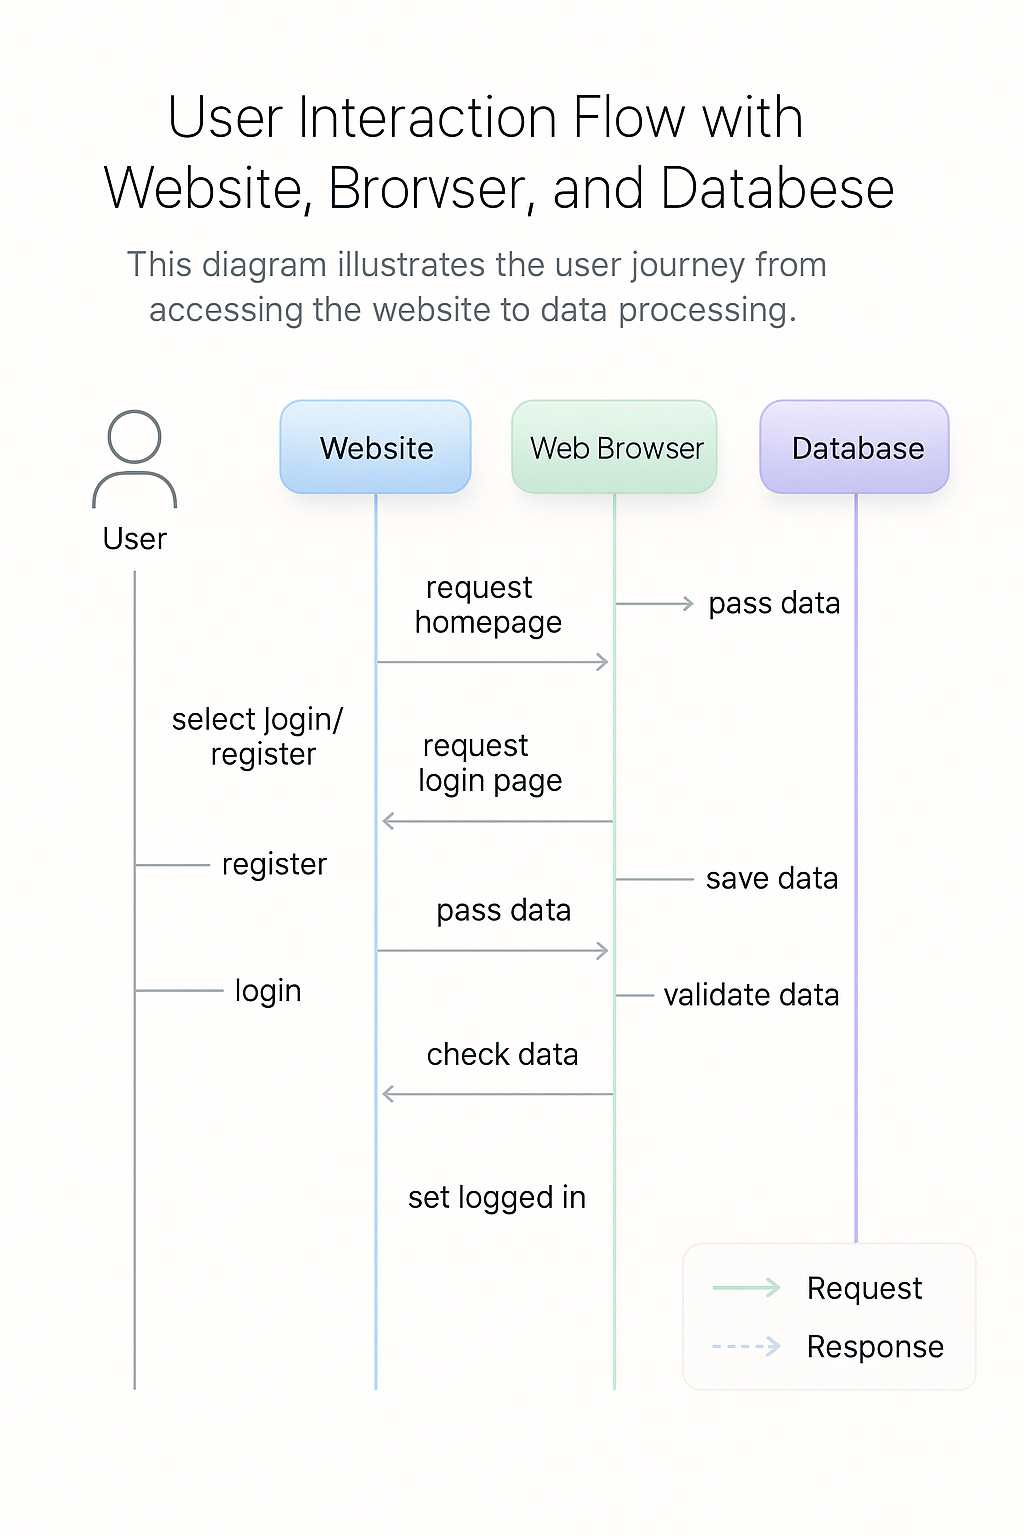 User Interaction Flow with
Website, Brorvser, and Databese
This diagram illustrates the user journey from
accessing the website to data processing.
Website
Web Browser
Database
User
request
homepage
pass data
select login/
register
request
login page
register
save data
pass data
login
validate data
check data
set logged in
Request
Response